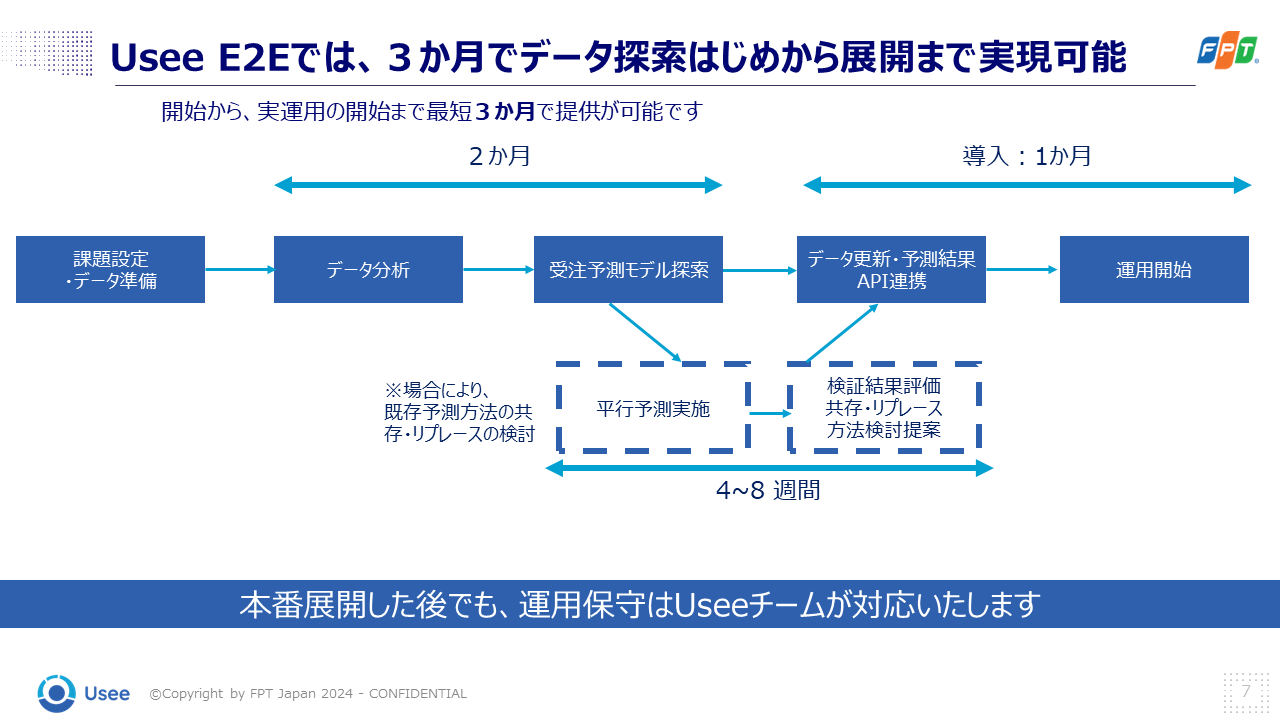 Usee E2Eでは、３か月でデータ探索はじめから展開まで実現可能
FPT
開始から、実運用の開始まで最短３か月で提供が可能です
２か月
導入：1か月
課題設定
・データ準備
データ分析
受注予測モデル探索
データ更新・予測結果
API連携
運用開始
※場合により、
既存予測方法の共
存・リプレースの検討
平行予測実施
検証結果評価
共存・リプレース
方法検討提案
4~8 週間
本番展開した後でも、運用保守はUseeチームが対応いたします
Usee
©Copyright by FPT Japan 2024 - CONFIDENTIAL
7